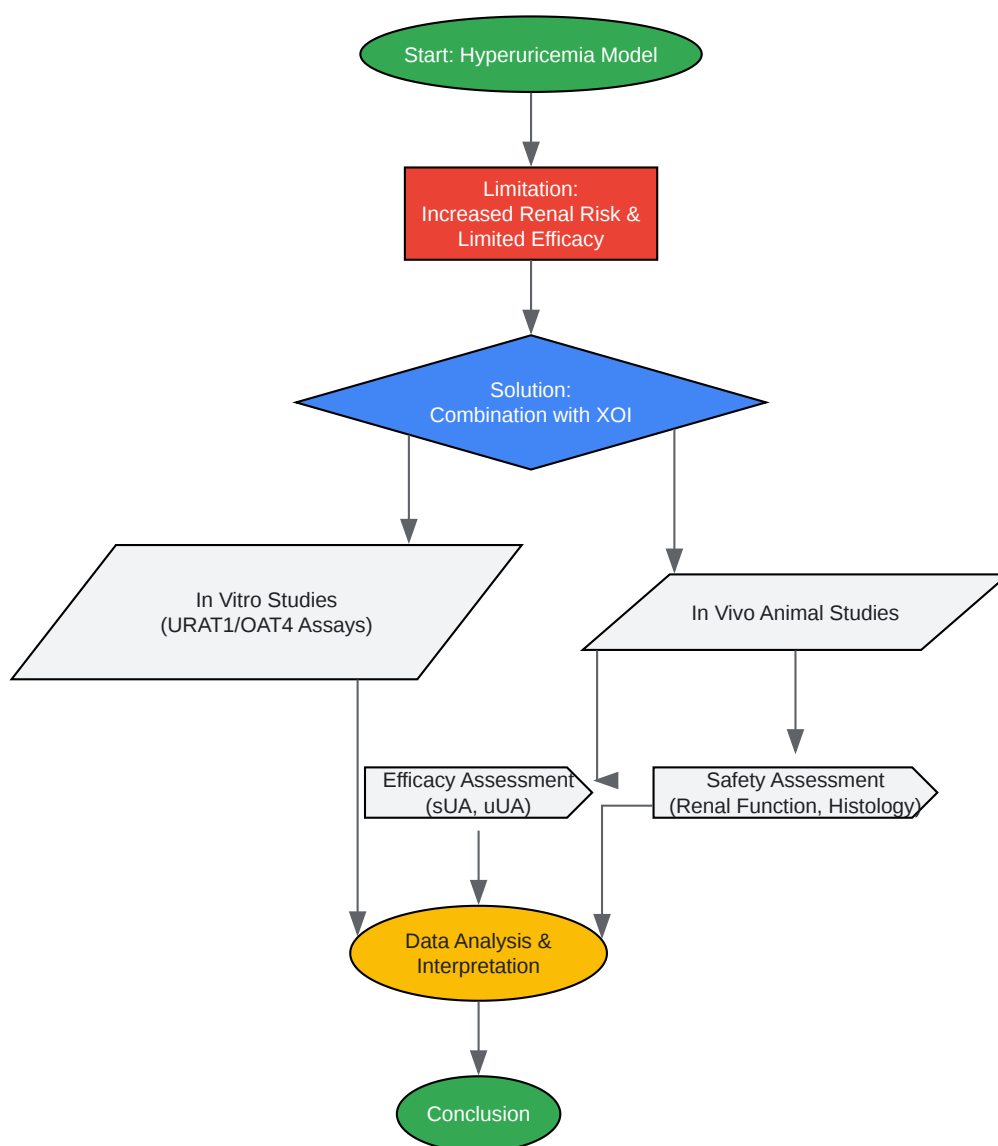 Start: Hyperuricemia Model
Limitation:
Increased Renal Risk &
Limited Efficacy
Solution:
Combination with XOI
In Vitro Studies
(URAT1/OAT4 Assays)
In Vivo Animal Studies
Efficacy Assessment
(sUA, uUA)
Safety Assessment
(Renal Function, Histology)
Data Analysis &
Interpretation
Conclusion